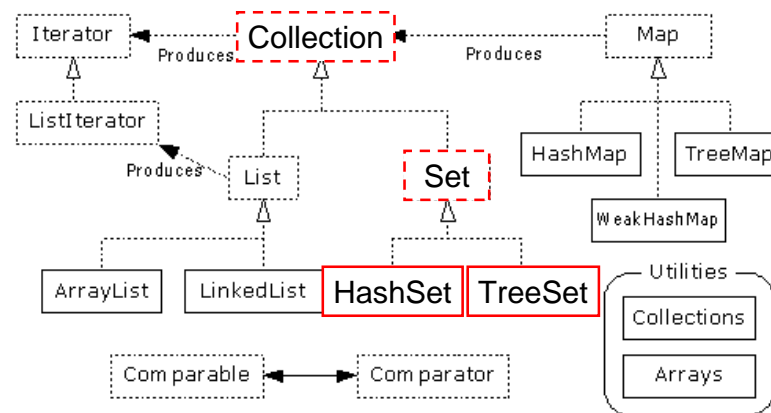 Iterator
Collection
Map
Produces
Produces
ListIterator
Produces
List
Set
HashMap
TreeMap
WeakHashMap
ArrayList
LinkedList
HashSet
TreeSet
Utilities
Collections
Arrays
Comparable
Comparator